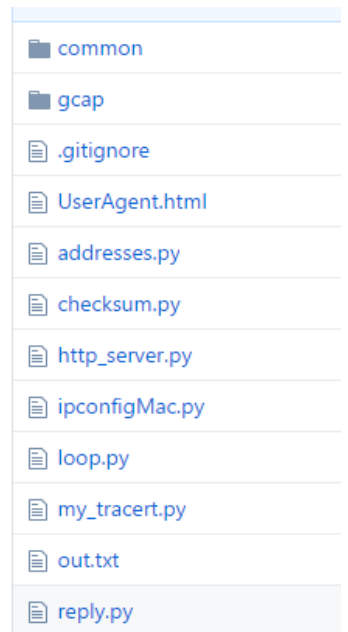 common
gcap
.gitignore
UserAgent.html
addresses.py
checksum.py
http_server.py
ipconfigMac.py
loop.py
my_tracert.py
out.txt
reply.py